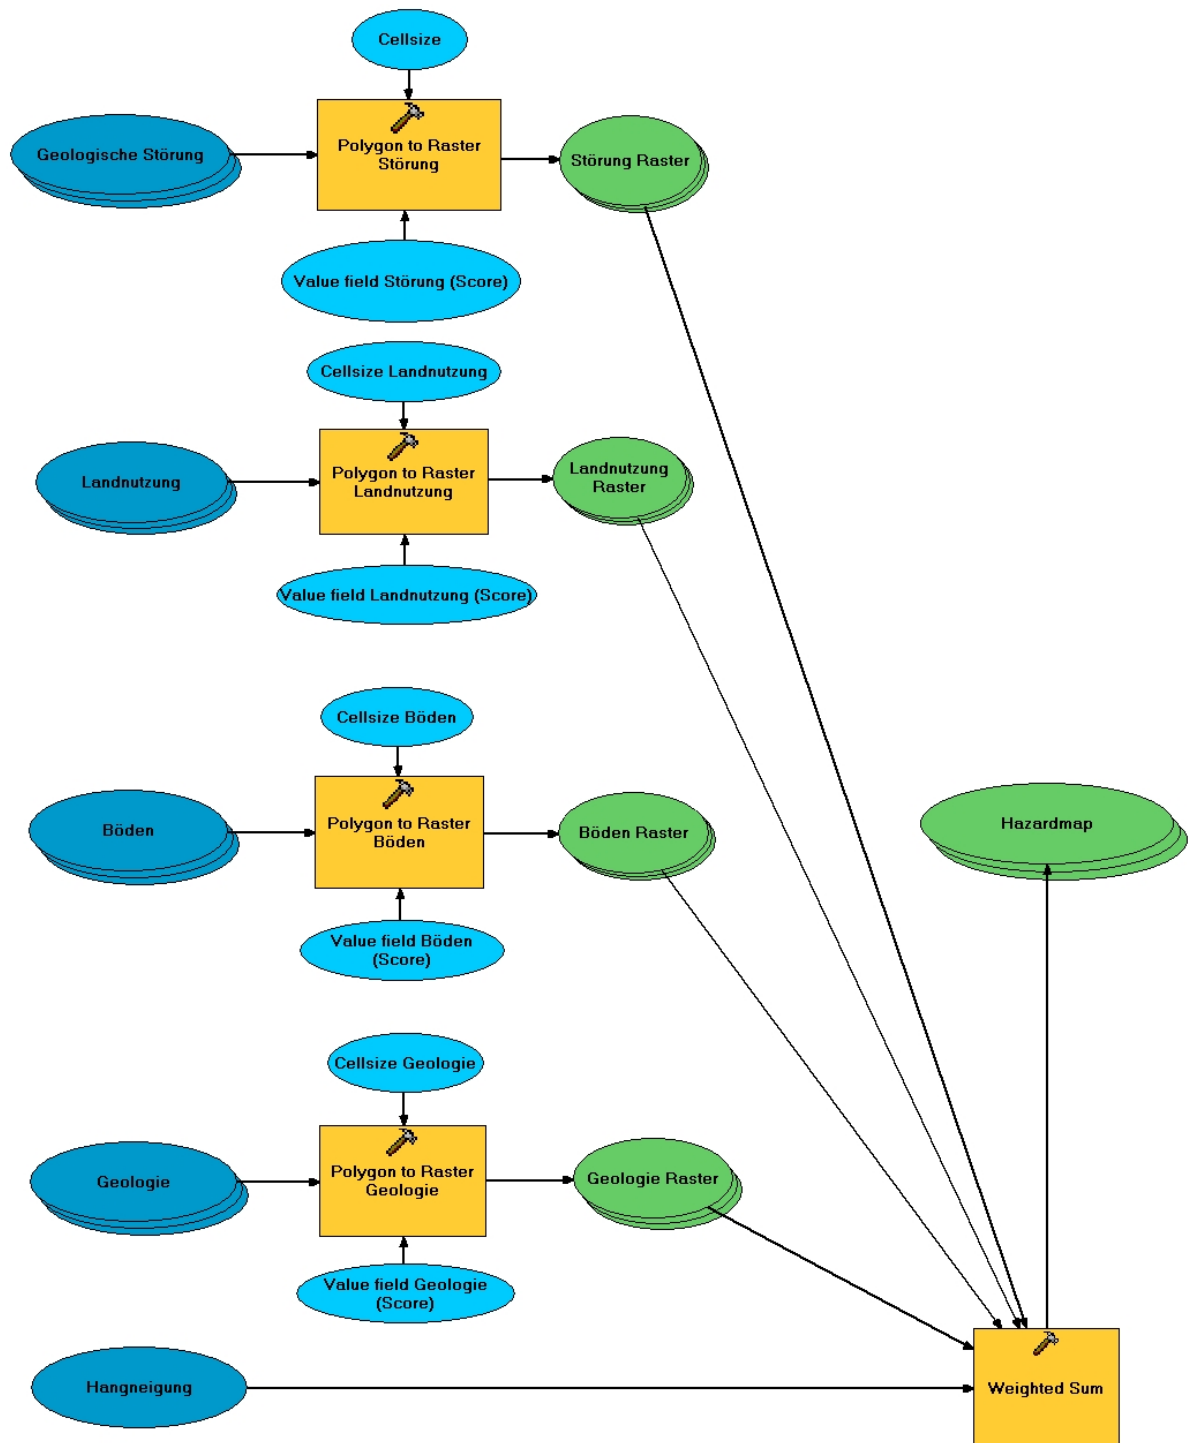 Cellsize
Geologische Störung
Polygon to Raster
Störung
Störung Raster
Value field Störung (Score)
Cellsize Landnutzung
Landnutzung
Polygon to Raster
Landnutzung
Landnutzung
Raster
Value field Landnutzung (Score)
Cellsize Böden
Böden
Polygon to Raster
Böden
Böden Raster
Hazardmap
Value field Böden
(Score)
Cellsize Geologie
Geologie
Polygon to Raster
Geologie
Geologie Raster
Value field Geologie
(Score)
Hangneigung
Weighted Sum